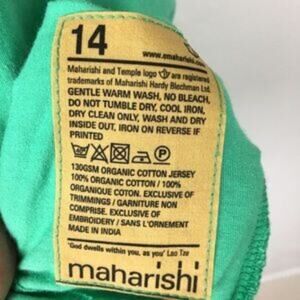 14
www.emaharishi.com
Maharishi and Temple logo are registered
trademarks of Maharishi Hardy Blechman Ltd.
GENTLE WARM WASH, NO BLEACH,
DO NOT TUMBLE DRY, COOL IRON,
DRY CLEAN ONLY, WASH AND DRY
INSIDE OUT, IRON ON REVERSE IF
PRINTED
P
130GSM ORGANIC COTTON JERSEY
100% ORGANIC COTTON / 100%
ORGANIQUE COTON. EXCLUSIVE OF
TRIMMINGS / GARNITURE NON
COMPRISE. EXCLUSIVE OF
EMBROIDERY / SANS L'ORNEMENT
MADE IN INDIA
'God dwells within you, as you' Lao Tze
maharishi